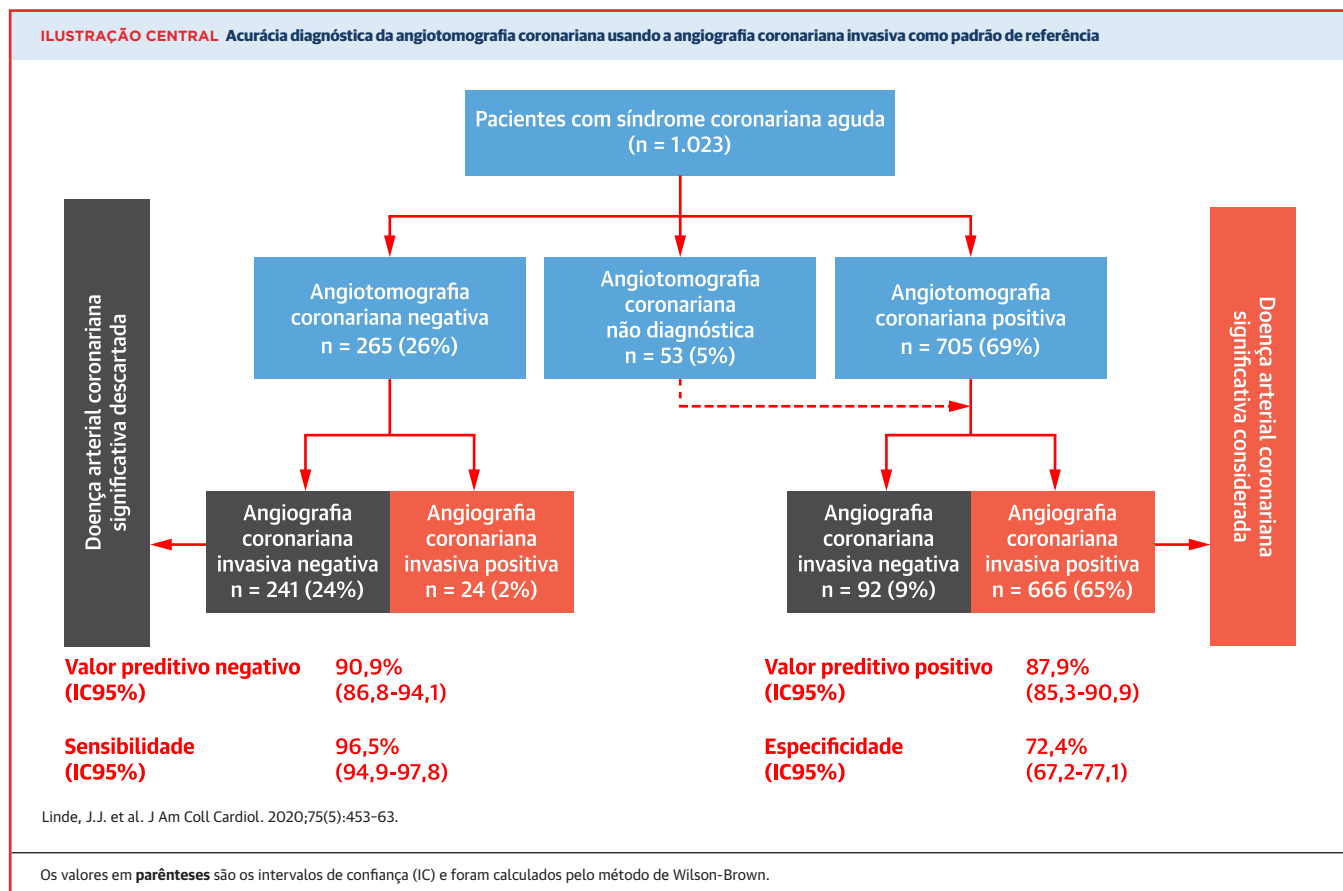 ILUSTRAÇÃO CENTRAL Acurácia diagnóstica da angiotomografia coronariana usando a angiografia coronariana invasiva como padrão de referência
Pacientes com síndrome coronariana aguda
(n = 1.023)
Doença arterial coronariana
significativa descartada
Angiotomografia
coronariana negativa
n = 265 (26%)
Angiotomografia
coronariana
não diagnóstica
n = 53 (5%)
Angiotomografia
coronariana positiva
n = 705 (69%)
Doença arterial coronariana
significativa considerada
Angiografia
coronariana
invasiva negativa
n = 241 (24%)
Angiografia
coronariana
invasiva positiva
n = 24 (2%)
Angiografia
coronariana
invasiva negativa
n = 92 (9%)
Angiografia
coronariana
invasiva positiva
n = 666 (65%)
Valor preditivo negativo 90,9%
(IC95%) (86,8-94,1)
Valor preditivo positivo 87,9%
(IC95%) (85,3-90,9)
Sensibilidade 96,5%
(IC95%) (94,9-97,8)
Especificidade 72,4%
(IC95%) (67,2-77,1)
Linde, J.J. et al. J Am Coll Cardiol. 2020;75(5):453-63.
Os valores em parênteses são os intervalos de confiança (IC) e foram calculados pelo método de Wilson-Brown.